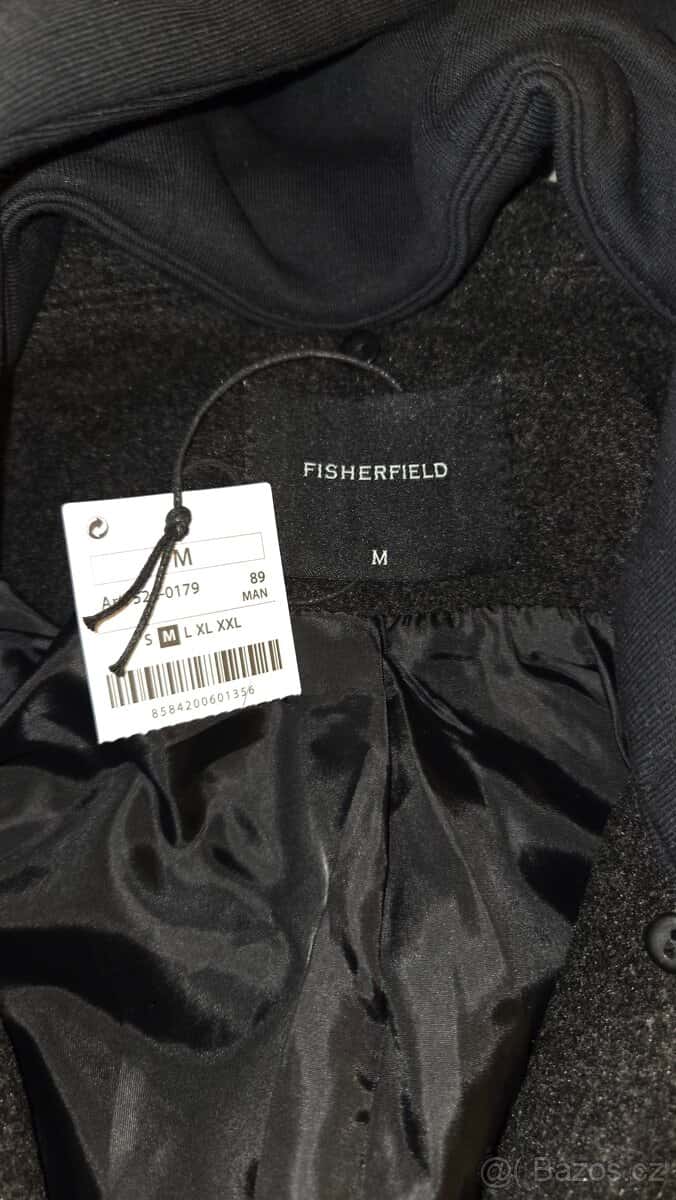 FISHERFIELD
M
M
89
MAN
S M L XL XXL
8584200601356
@ Bazos.cz